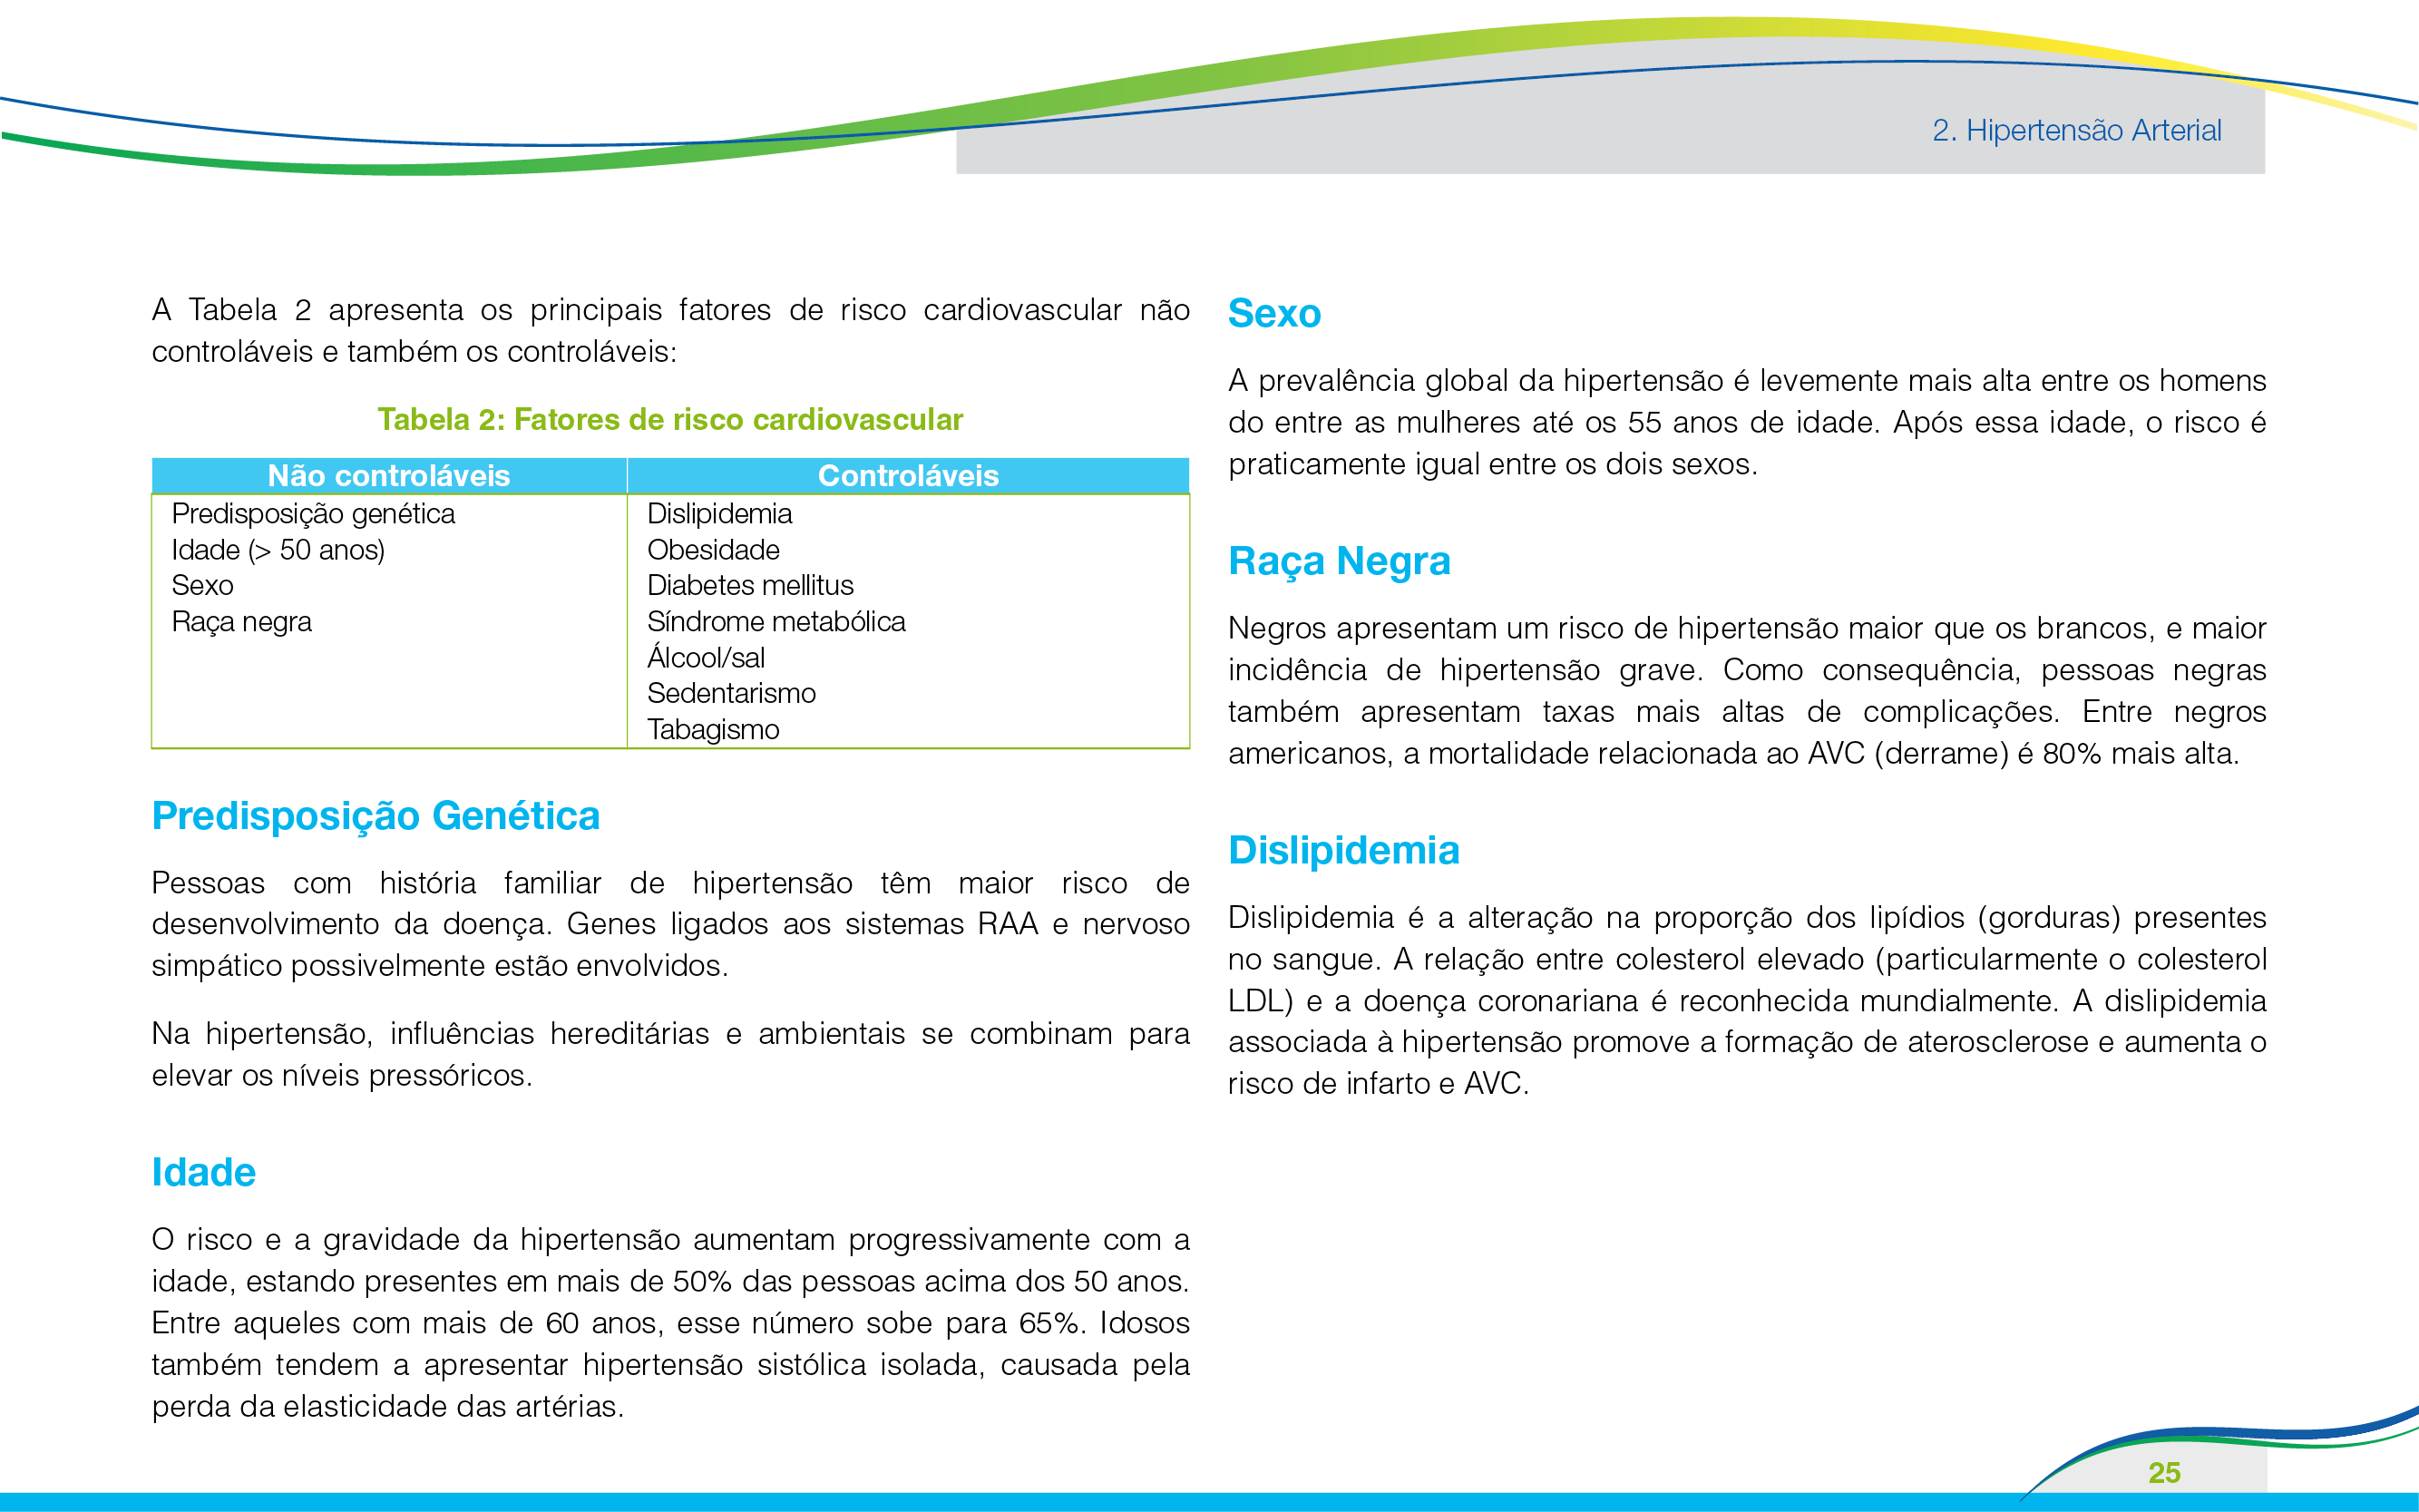 2. Hipertensão Arterial
A Tabela 2 apresenta os principais fatores de risco cardiovascular não
controláveis e também os controláveis:
Tabela 2: Fatores de risco cardiovascular
Não controláveis Controláveis
Predisposição genética Dislipidemia
Idade (> 50 anos) Obesidade
Sexo Diabetes mellitus
Raça negra Síndrome metabólica
Álcool/sal
Sedentarismo
Tabagismo
Predisposição Genética
Pessoas com história familiar de hipertensão têm maior risco de
desenvolvimento da doença. Genes ligados aos sistemas RAA e nervoso
simpático possivelmente estão envolvidos.
Na hipertensão, influências hereditárias e ambientais se combinam para
elevar os níveis pressóricos.
Idade
O risco e a gravidade da hipertensão aumentam progressivamente com a
idade, estando presentes em mais de 50% das pessoas acima dos 50 anos.
Entre aqueles com mais de 60 anos, esse número sobe para 65%. Idosos
também tendem a apresentar hipertensão sistólica isolada, causada pela
perda da elasticidade das artérias.
Sexo
A prevalência global da hipertensão é levemente mais alta entre os homens
do entre as mulheres até os 55 anos de idade. Após essa idade, o risco é
praticamente igual entre os dois sexos.
Raça Negra
Negros apresentam um risco de hipertensão maior que os brancos, e maior
incidência de hipertensão grave. Como consequência, pessoas negras
também apresentam taxas mais altas de complicações. Entre negros
americanos, a mortalidade relacionada ao AVC (derrame) é 80% mais alta.
Dislipidemia
Dislipidemia é a alteração na proporção dos lipídios (gorduras) presentes
no sangue. A relação entre colesterol elevado (particularmente o colesterol
LDL) e a doença coronariana é reconhecida mundialmente. A dislipidemia
associada à hipertensão promove a formação de aterosclerose e aumenta o
risco de infarto e AVC.
25